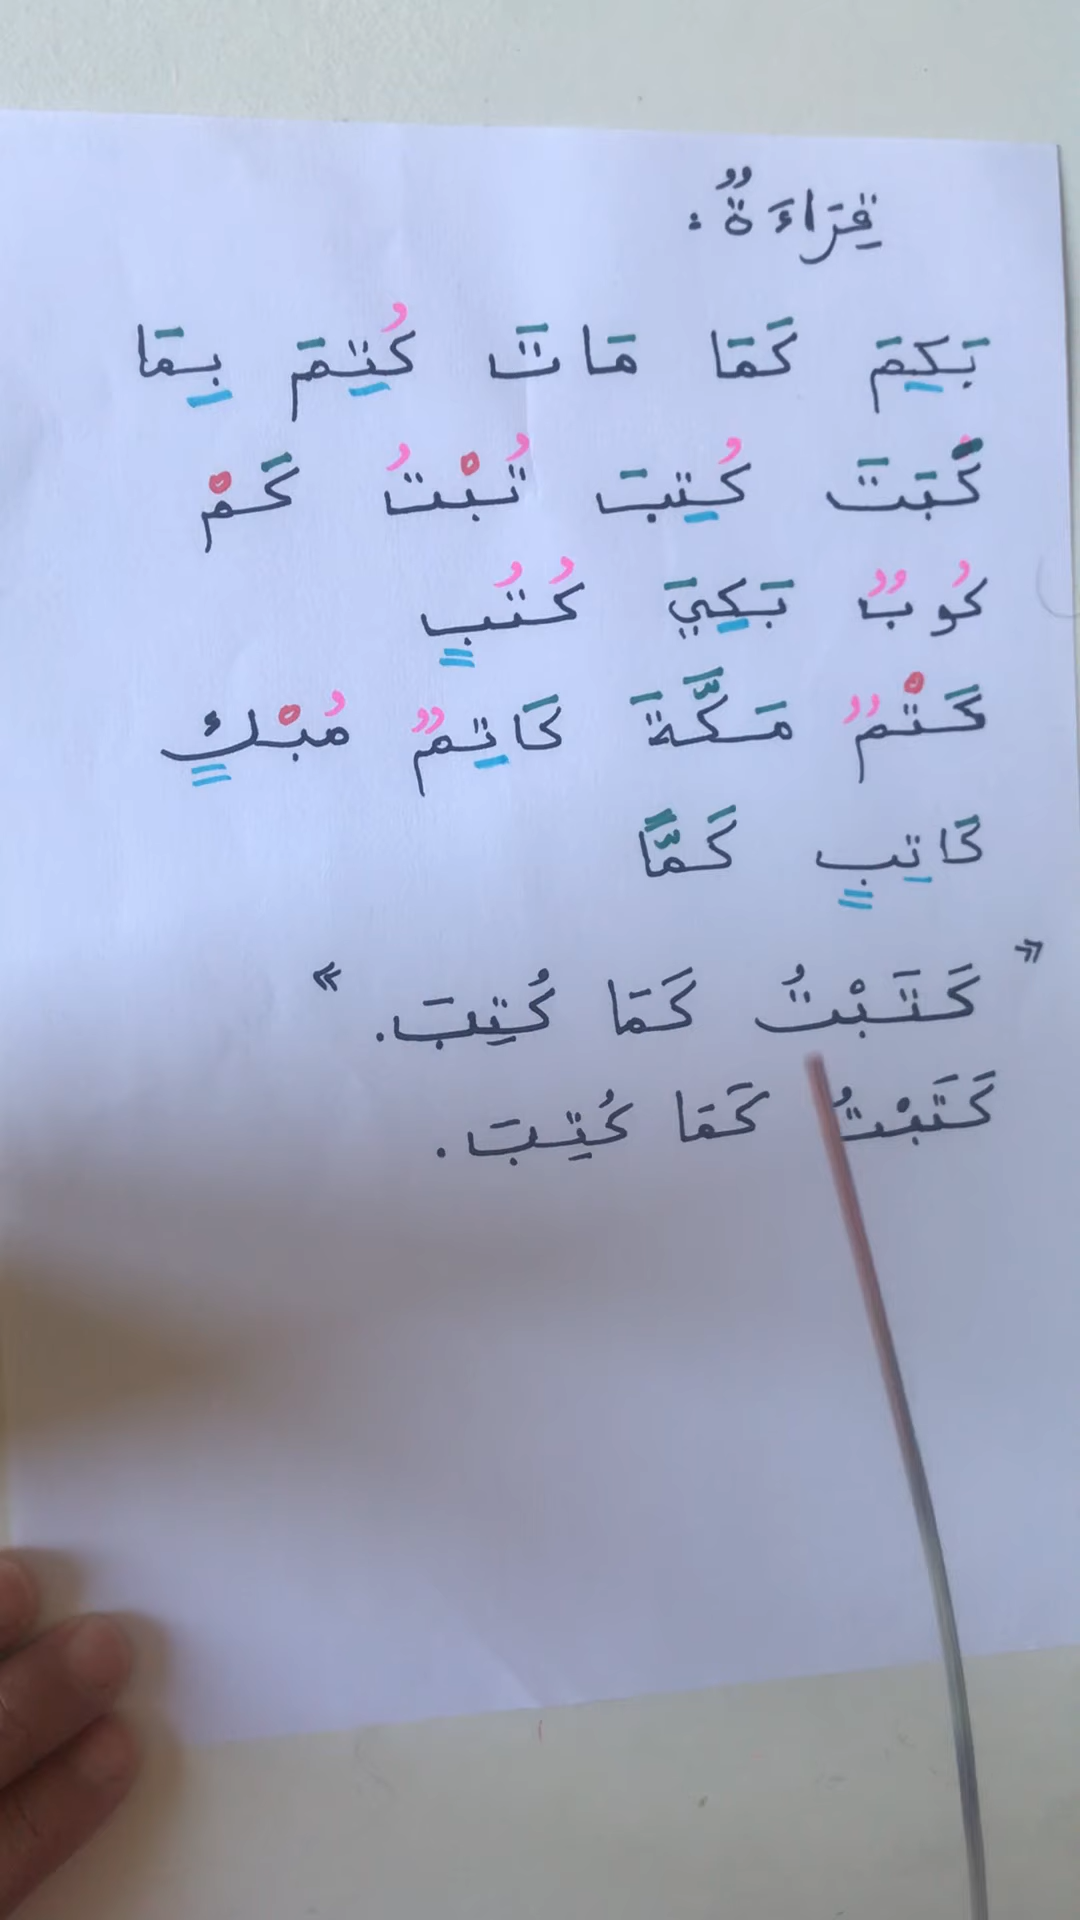 قِرَاءَةٌ :
بَكِمَ كَمَا مَاتَ كُتِمَ بِمَا
كَبَتَ كُتِبَ تُبْتُ كَمْ
كُوبٌ بَكِيَ كُتُبٍ
كَتْمٌ مَكَّةَ كَاتِمٌ مُبْكٍ
كَاتِبٍ كَمًّا
« كَتَبْتُ كَمَا كُتِبَ. »
كَتَبْتُ كَمَا كُتِبَ .